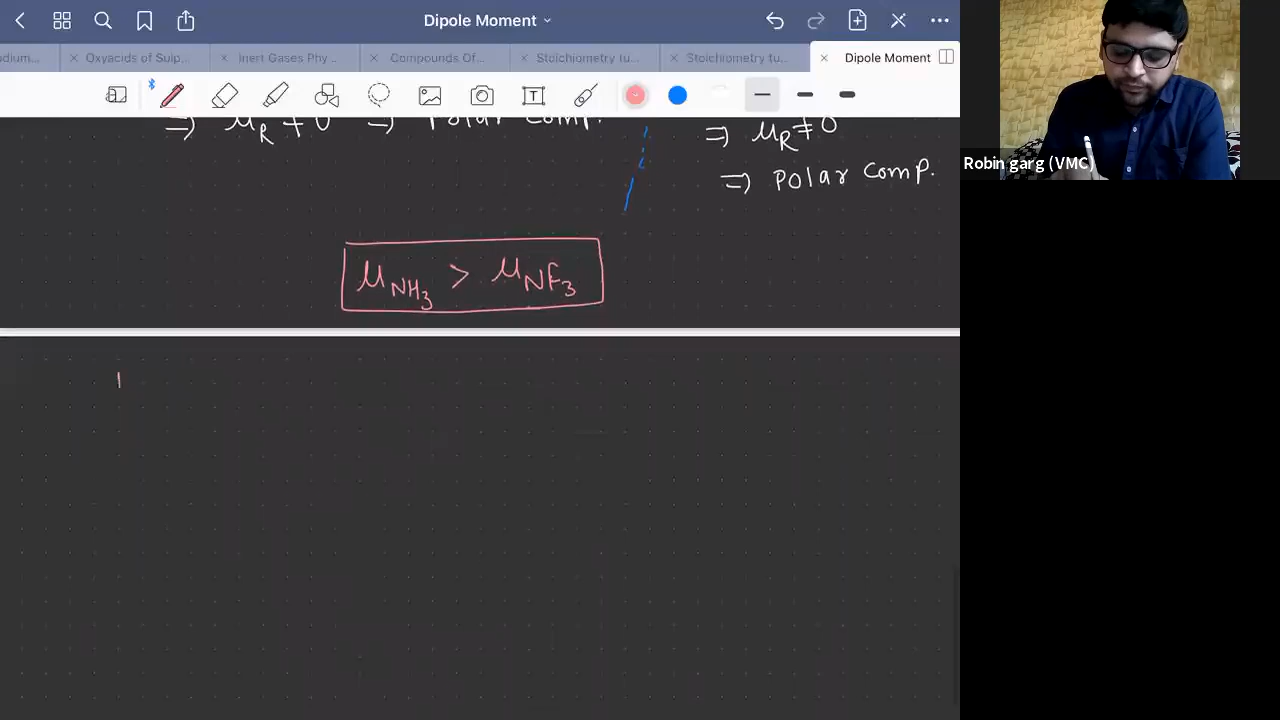 Dipole Moment
dium...
Oxyacids of Sulp...
Inert Gases Phy...
Compounds Of...
Stoichiometry tu...
Stoichiometry tu...
Dipole Moment
⇒ μR ≠ 0 ⇒ Polar Comp.
⇒ μR ≠ 0
⇒ Polar Comp.
μNH3 > μNF3
Robin garg (VMC)